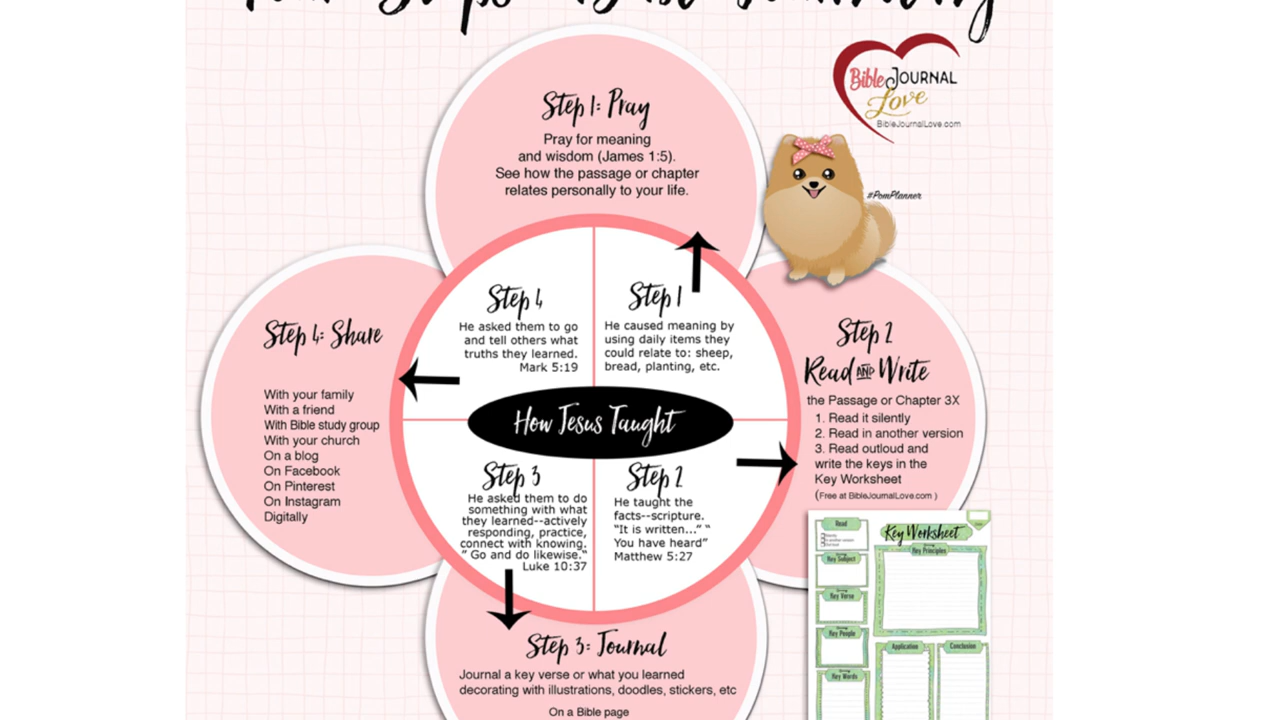 Bible JOURNAL
Love
BibleJournalLove.com
#PomPlanner
Step 1: Pray
Pray for meaning
and wisdom (James 1:5).
See how the passage or chapter
relates personally to your life.
Step 4
He asked them to go
and tell others what
truths they learned.
Mark 5:19
Step 1
He caused meaning by
using daily items they
could relate to: sheep,
bread, planting, etc.
Step 4: Share
With your family
With a friend
With Bible study group
With your church
On a blog
On Facebook
On Pinterest
On Instagram
Digitally
Step 2
Read AND Write
the Passage or Chapter 3X
1. Read it silently
2. Read in another version
3. Read outloud and
write the keys in the
Key Worksheet
(Free at BibleJournalLove.com )
How Jesus Taught
Step 3
He asked them to do
something with what
they learned--actively
responding, practice,
connect with knowing.
" Go and do likewise."
Luke 10:37
Step 2
He taught the
facts--scripture.
"It is written..." "
You have heard"
Matthew 5:27
Step 3: Journal
Journal a key verse or what you learned
decorating with illustrations, doodles, stickers, etc
On a Bible page
Key Worksheet
Read
Key Subject
Key Verse
Key People
Key Words
Key Principles
Application
Conclusion